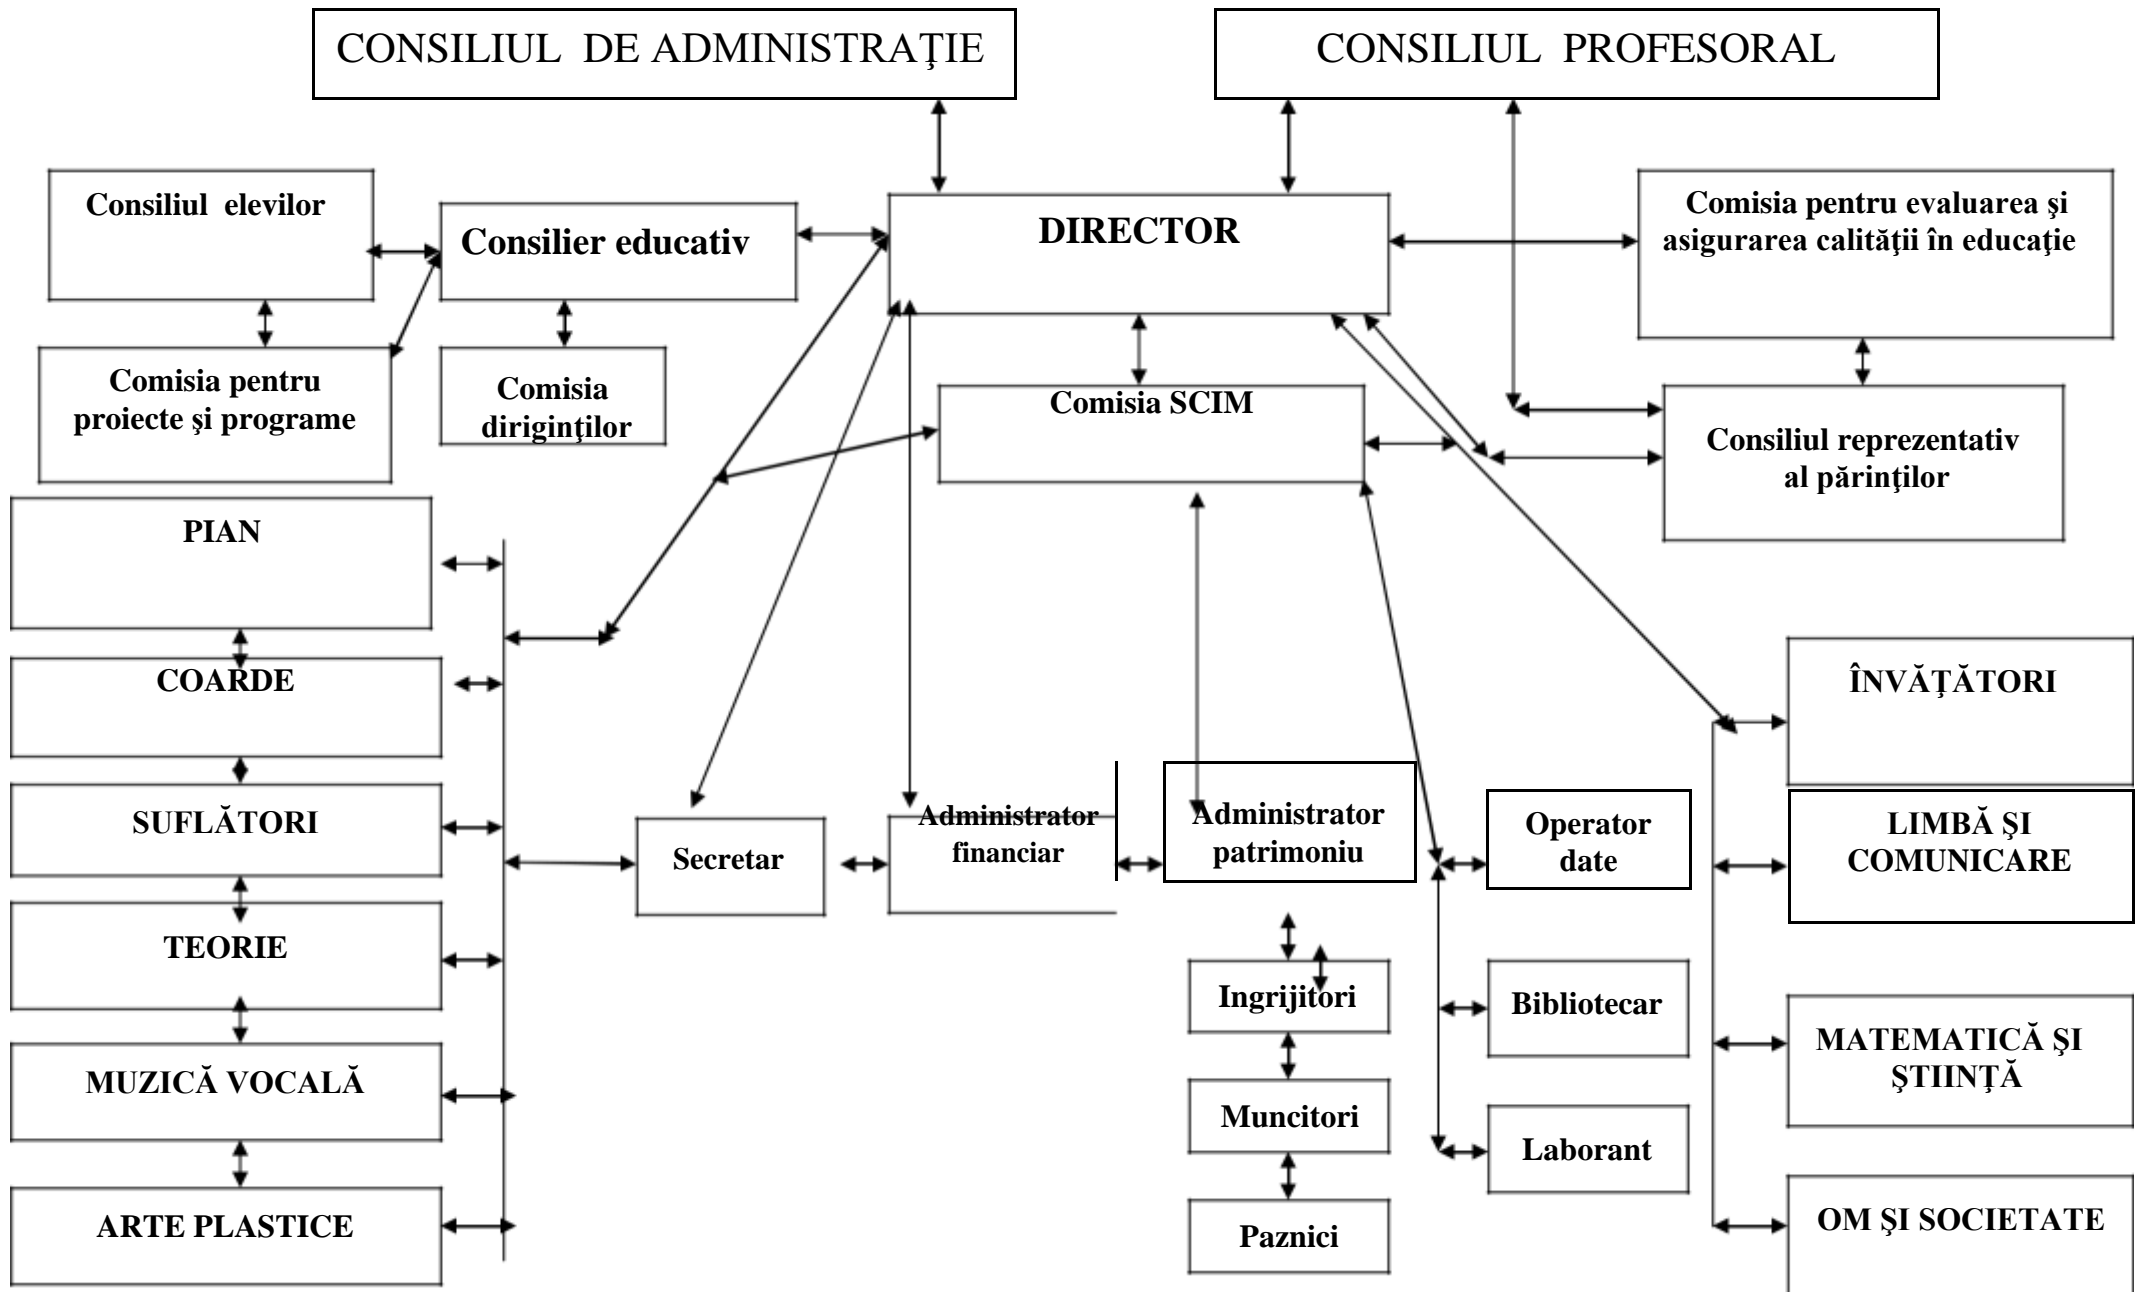 CONSILIUL DE ADMINISTRAŢIE
CONSILIUL PROFESORAL
Consiliul elevilor
Consilier educativ
DIRECTOR
Comisia pentru evaluarea şi
asigurarea calităţii în educaţie
Comisia pentru
proiecte şi programe
Comisia
diriginţilor
Comisia SCIM
Consiliul reprezentativ
al părinţilor
PIAN
COARDE
SUFLĂTORI
TEORIE
MUZICĂ VOCALĂ
ARTE PLASTICE
Secretar
Administrator
financiar
Administrator
patrimoniu
Ingrijitori
Muncitori
Paznici
Operator
date
Bibliotecar
Laborant
ÎNVĂŢĂTORI
LIMBĂ ŞI
COMUNICARE
MATEMATICĂ ŞI
ŞTIINŢĂ
OM ŞI SOCIETATE